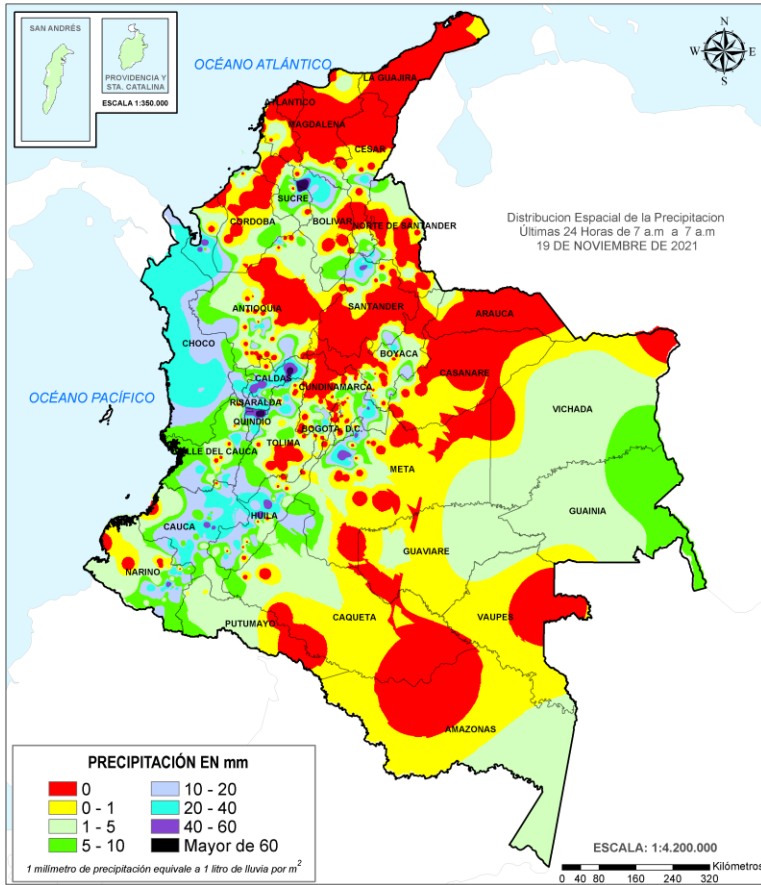 SAN ANDRÉS
PROVIDENCIA Y
STA. CATALINA
ESCALA 1:350.000
OCÉANO ATLÁNTICO
N
W
E
S
LA GUAJIRA
ATLANTICO
MAGDALENA
CESAR
SUCRE
CORDOBA
BOLIVAR
NORTE DE SANTANDER
Distribucion Espacial de la Precipitacion
Últimas 24 Horas de 7 a.m a 7 a.m
19 DE NOVIEMBRE DE 2021
ANTIOQUIA
SANTANDER
ARAUCA
CHOCO
BOYACA
CASANARE
CALDAS
CUNDINAMARCA
OCÉANO PACÍFICO
RISARALDA
VICHADA
QUINDIO
BOGOTA, D.C.
TOLIMA
VALLE DEL CAUCA
META
GUAINIA
HUILA
CAUCA
GUAVIARE
NARINO
PUTUMAYO
CAQUETA
VAUPES
AMAZONAS
PRECIPITACIÓN EN mm
0
10 - 20
0 - 1
20 - 40
1 - 5
40 - 60
5 - 10
Mayor de 60
1 milímetro de precipitación equivale a 1 litro de lluvia por m²
ESCALA: 1:4.200.000
Kilómetros
0 40 80 160 240 320